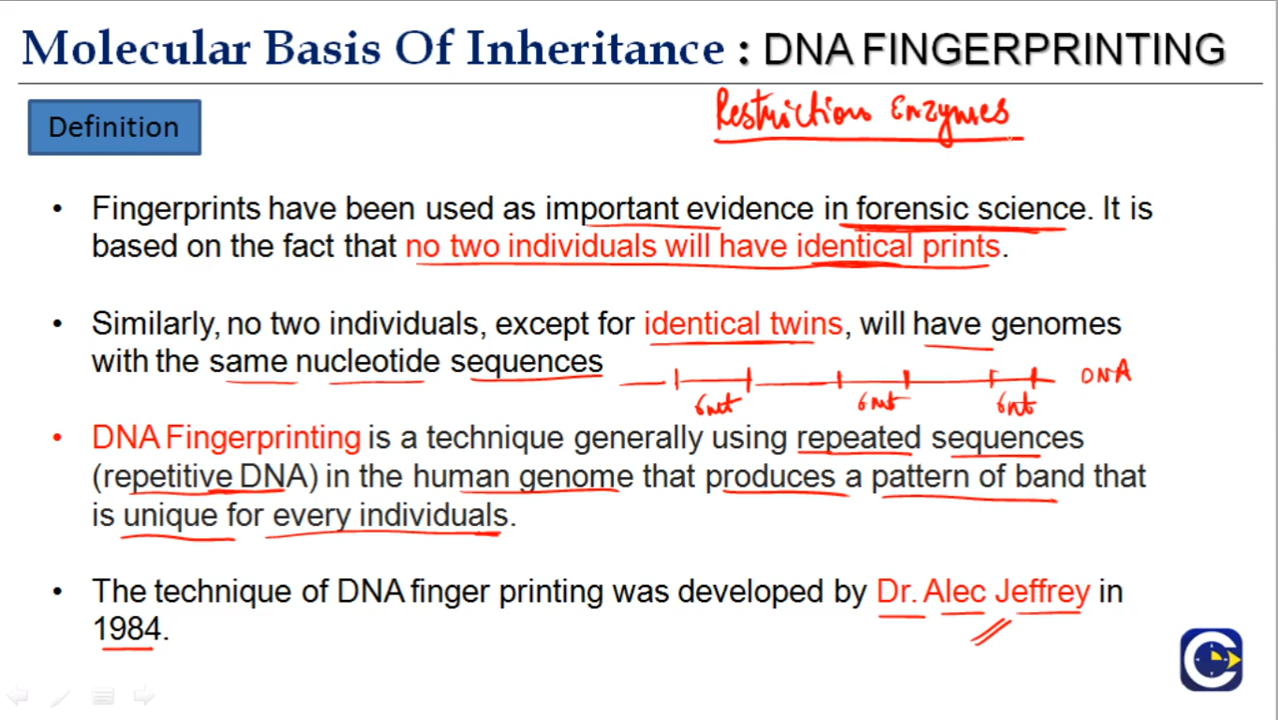 Molecular Basis Of Inheritance : DNA FINGERPRINTING
Restriction Enzymes
Definition
• Fingerprints have been used as important evidence in forensic science. It is
based on the fact that no two individuals will have identical prints.
• Similarly, no two individuals, except for identical twins, will have genomes
with the same nucleotide sequences
DNA
6nt 6nt 6nt
• DNA Fingerprinting is a technique generally using repeated sequences
(repetitive DNA) in the human genome that produces a pattern of band that
is unique for every individuals.
• The technique of DNA finger printing was developed by Dr. Alec Jeffrey in
1984.